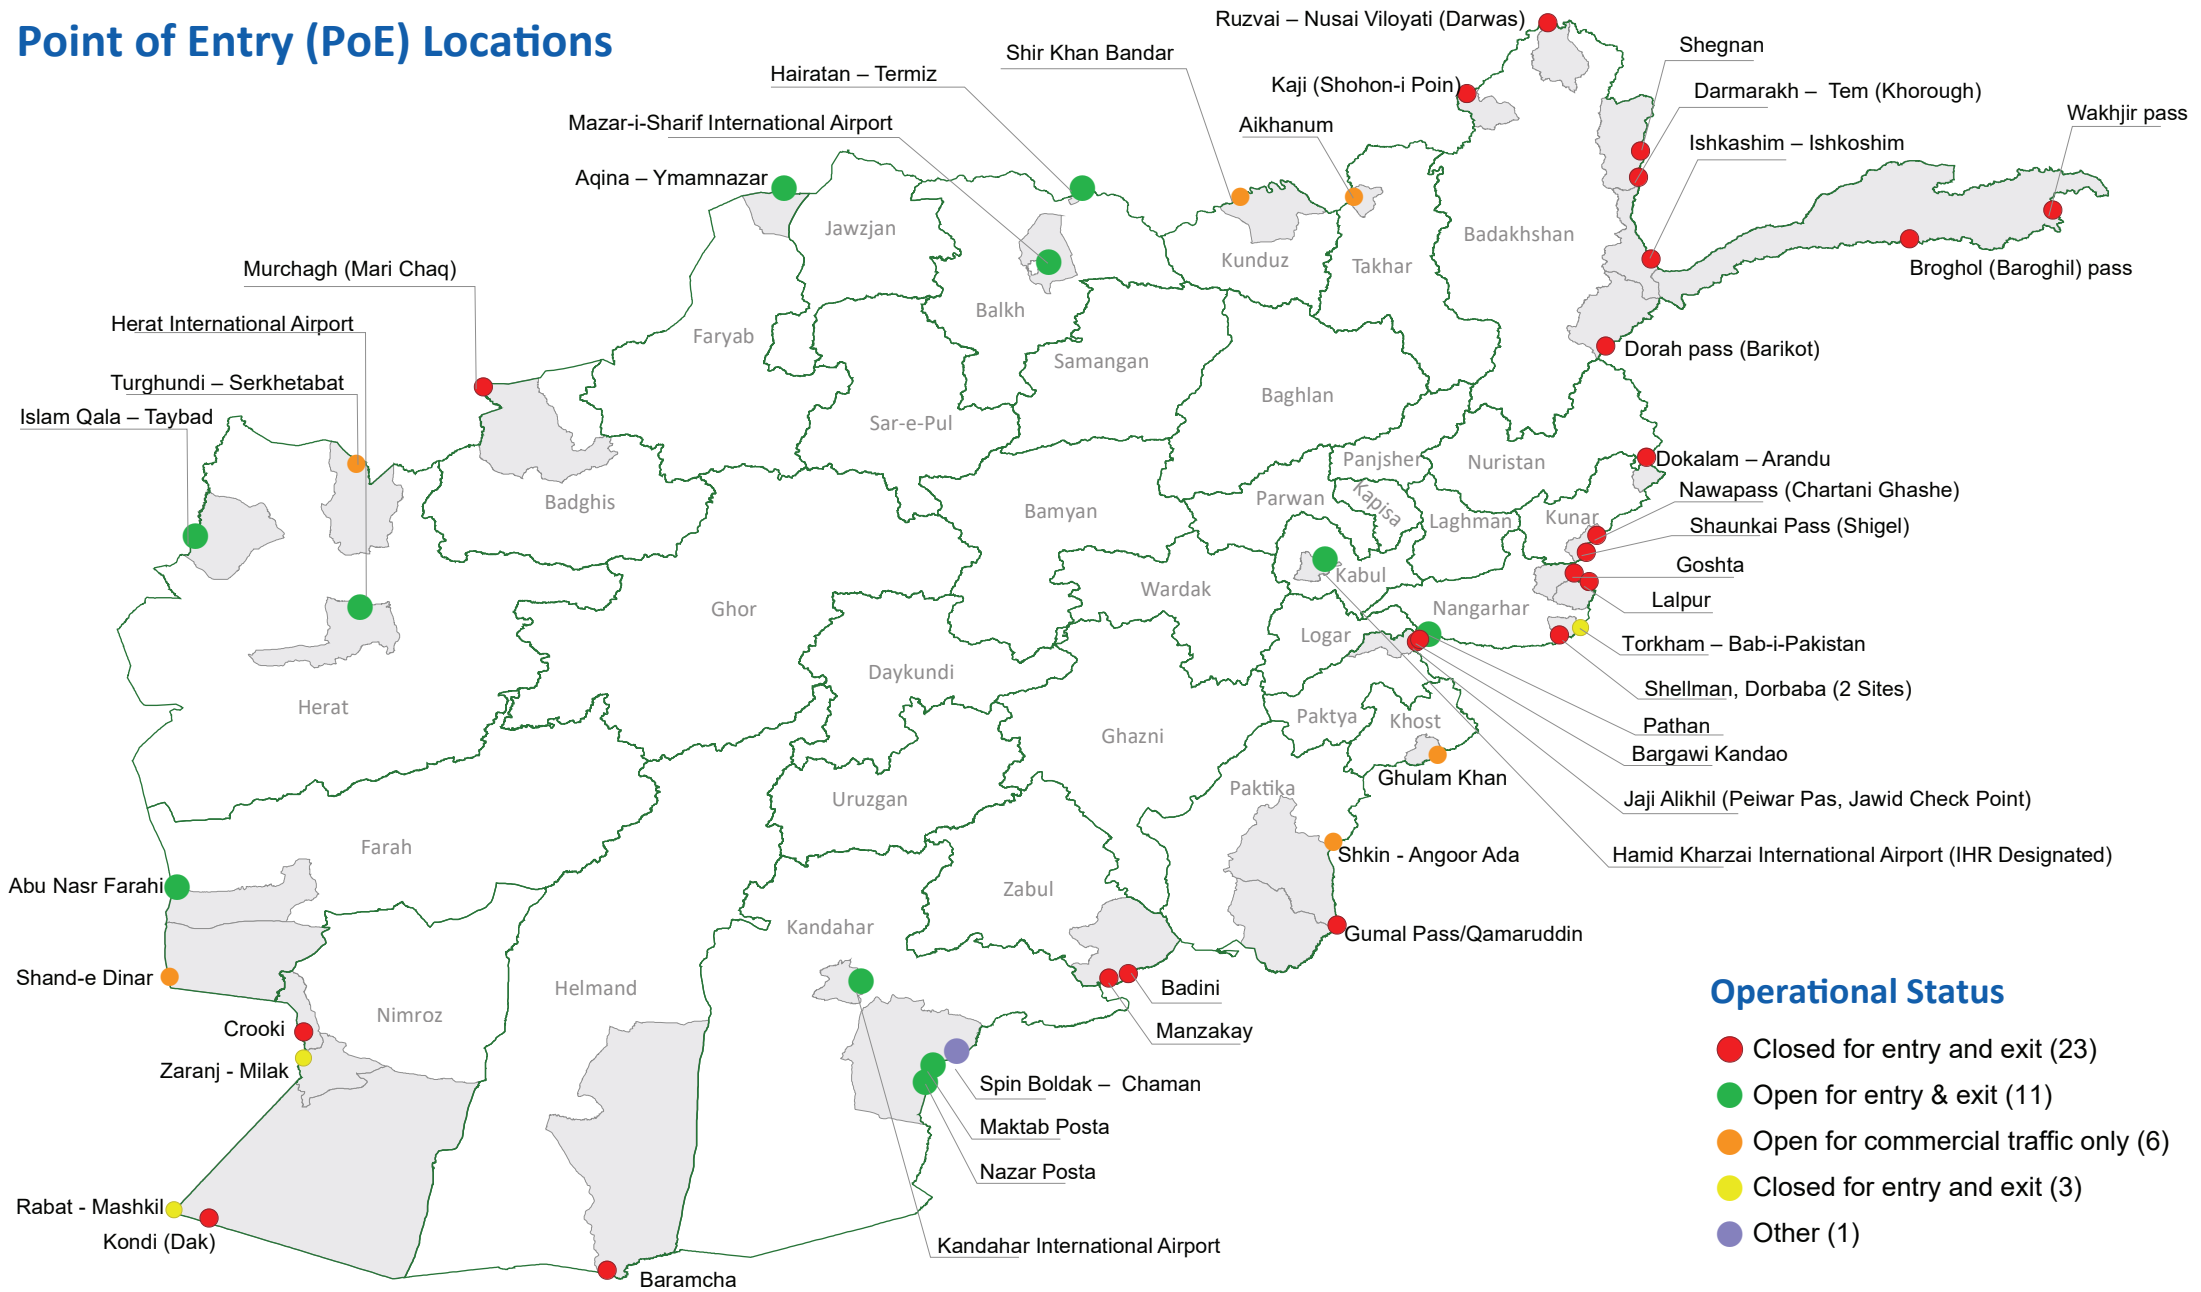 Point of Entry (PoE) Locations
Ruzvai – Nusai Viloyati (Darwas)
Shegnan
Shir Khan Bandar
Hairatan – Termiz
Kaji (Shohon-i Poin)
Darmarakh – Tem (Khorough)
Wakhjir pass
Mazar-i-Sharif International Airport
Aikhanum
Ishkashim – Ishkoshim
Aqina – Ymamnazar
Jawzjan
Badakhshan
Kunduz
Takhar
Murchagh (Mari Chaq)
Broghol (Baroghil) pass
Balkh
Herat International Airport
Faryab
Dorah pass (Barikot)
Samangan
Turghundi – Serkhetabat
Baghlan
Islam Qala – Taybad
Sar-e-Pul
Panjsher
Nuristan
Dokalam – Arandu
Nawapass (Chartani Ghashe)
Badghis
Parwan
Kapisa
Bamyan
Laghman
Kunar
Shaunkai Pass (Shigel)
Goshta
Kabul
Wardak
Lalpur
Ghor
Nangarhar
Logar
Torkham – Bab-i-Pakistan
Daykundi
Shellman, Dorbaba (2 Sites)
Herat
Paktya
Khost
Pathan
Ghazni
Bargawi Kandao
Ghulam Khan
Paktika
Uruzgan
Jaji Alikhil (Peiwar Pas, Jawid Check Point)
Farah
Shkin - Angoor Ada
Hamid Kharzai International Airport (IHR Designated)
Abu Nasr Farahi
Zabul
Kandahar
Gumal Pass/Qamaruddin
Shand-e Dinar
Helmand
Badini
Nimroz
Crooki
Manzakay
Zaranj - Milak
Spin Boldak – Chaman
Maktab Posta
Nazar Posta
Rabat - Mashkil
Kondi (Dak)
Kandahar International Airport
Baramcha
Operational Status
Closed for entry and exit (23)
Open for entry & exit (11)
Open for commercial traffic only (6)
Closed for entry and exit (3)
Other (1)